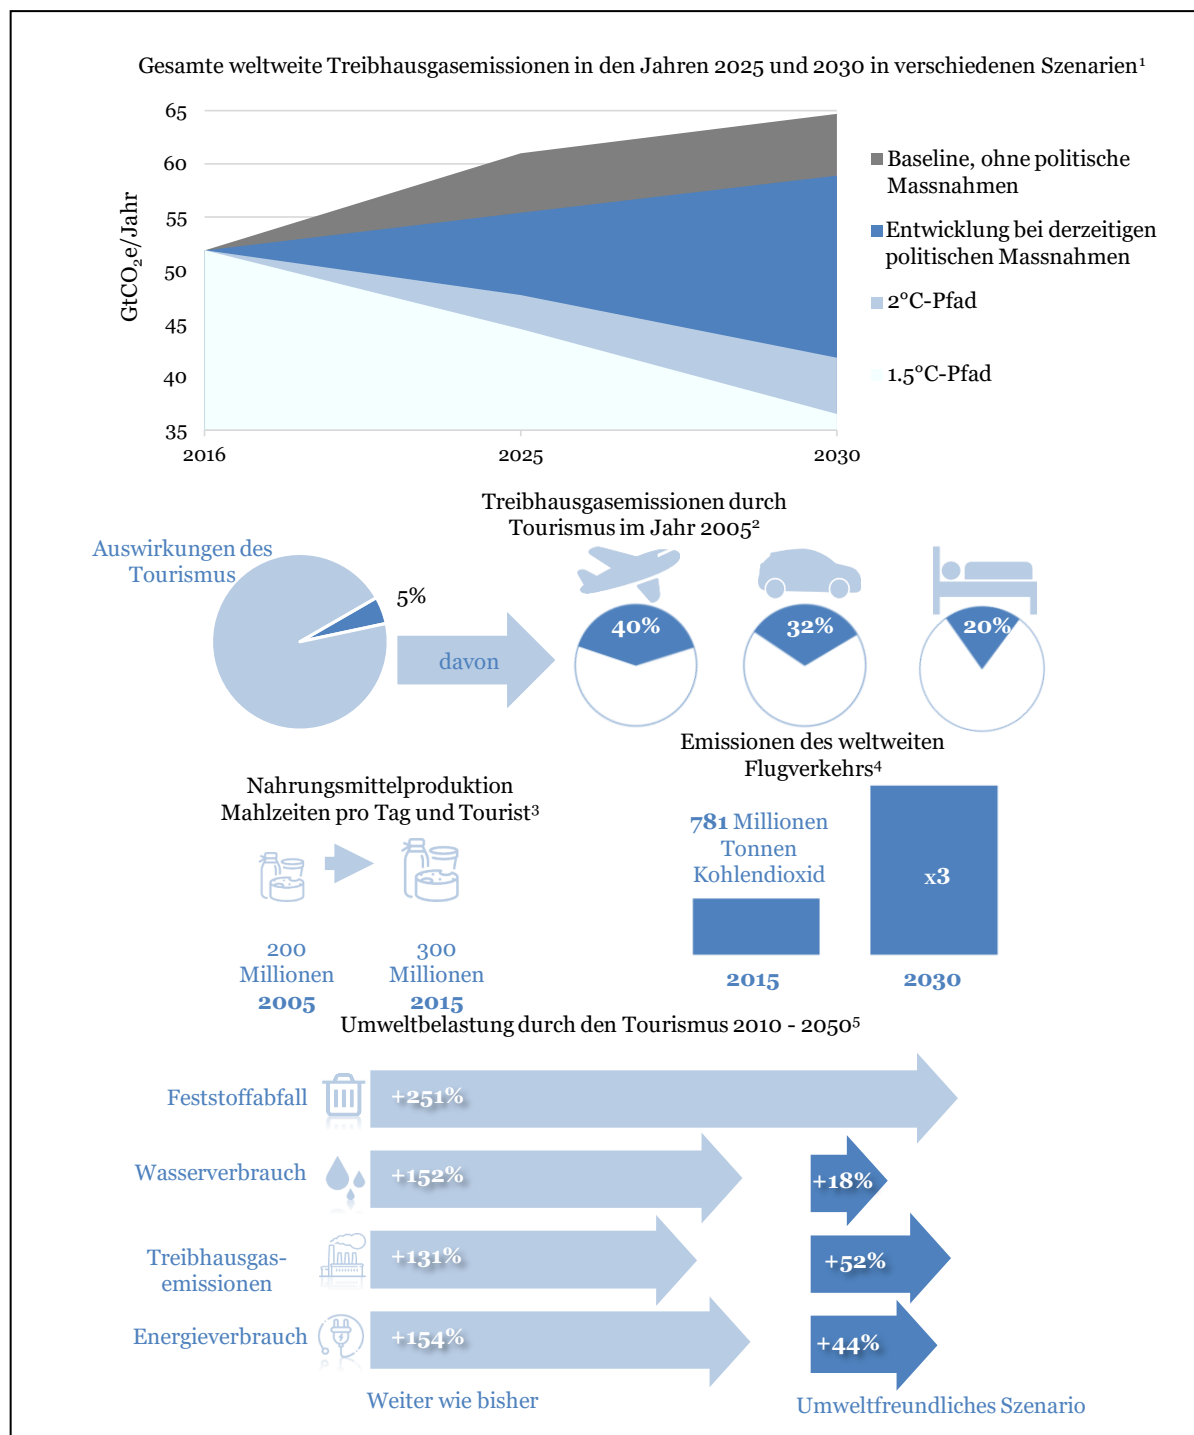 Gesamte weltweite Treibhausgasemissionen in den Jahren 2025 und 2030 in verschiedenen Szenarien¹
GtCO₂e/Jahr
65
60
55
50
45
40
35
2016
2025
2030
Baseline, ohne politische
Massnahmen
Entwicklung bei derzeitigen
politischen Massnahmen
2°C-Pfad
1.5°C-Pfad
Treibhausgasemissionen durch
Tourismus im Jahr 2005²
Auswirkungen des
Tourismus
5%
davon
40%
32%
20%
Nahrungsmittelproduktion
Mahlzeiten pro Tag und Tourist³
200
Millionen
2005
300
Millionen
2015
Emissionen des weltweiten
Flugverkehrs⁴
781 Millionen
Tonnen
Kohlendioxid
x3
2015
2030
Umweltbelastung durch den Tourismus 2010 - 2050⁵
Feststoffabfall
+251%
Wasserverbrauch
+152%
+18%
Treibhausgas-
emissionen
+131%
+52%
Energieverbrauch
+154%
+44%
Weiter wie bisher
Umweltfreundliches Szenario